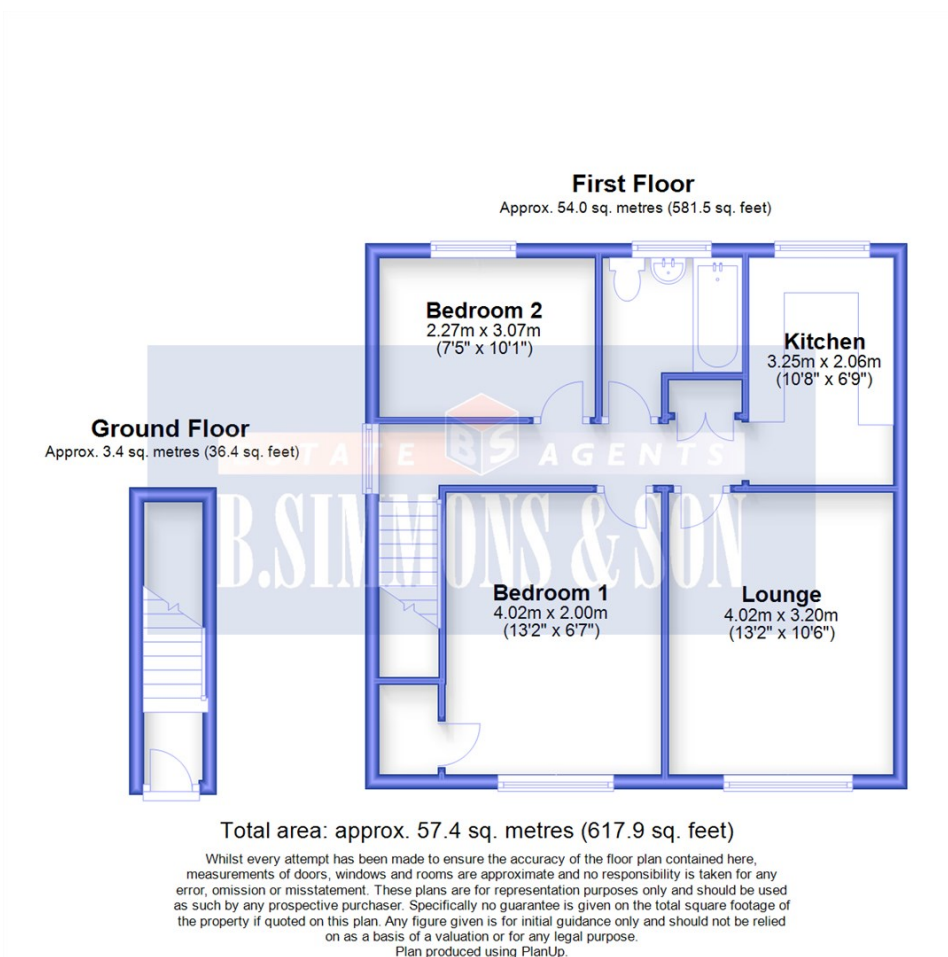 First Floor
Approx. 54.0 sq. metres (581.5 sq. feet)
Bedroom 2
2.27m x 3.07m
(7'5" x 10'1")
Kitchen
3.25m x 2.06m
(10'8" x 6'9")
Ground Floor
Approx. 3.4 sq. metres (36.4 sq. feet)
ESTATE BS AGENTS
B.SIMMONS & SON
Bedroom 1
4.02m x 2.00m
(13'2" x 6'7")
Lounge
4.02m x 3.20m
(13'2" x 10'6")
Total area: approx. 57.4 sq. metres (617.9 sq. feet)
Whilst every attempt has been made to ensure the accuracy of the floor plan contained here,
measurements of doors, windows and rooms are approximate and no responsibility is taken for any
error, omission or misstatement. These plans are for representation purposes only and should be used
as such by any prospective purchaser. Specifically no guarantee is given on the total square footage of
the property if quoted on this plan. Any figure given is for initial guidance only and should not be relied
on as a basis of a valuation or for any legal purpose.
Plan produced using PlanUp.